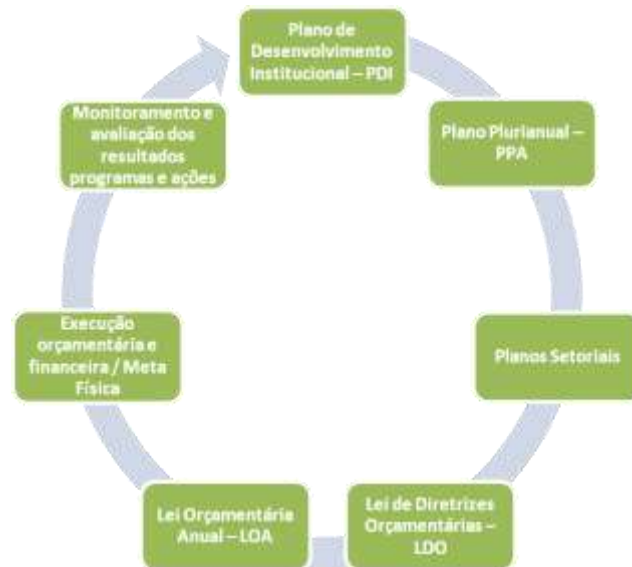 Plano de
Desenvolvimento
Institucional – PDI
Plano Plurianual –
PPA
Planos Setoriais
Lei de Diretrizes
Orçamentárias –
LDO
Lei Orçamentária
Anual – LOA
Execução
orçamentária e
financeira / Meta
Física
Monitoramento e
avaliação dos
resultados
programas e ações